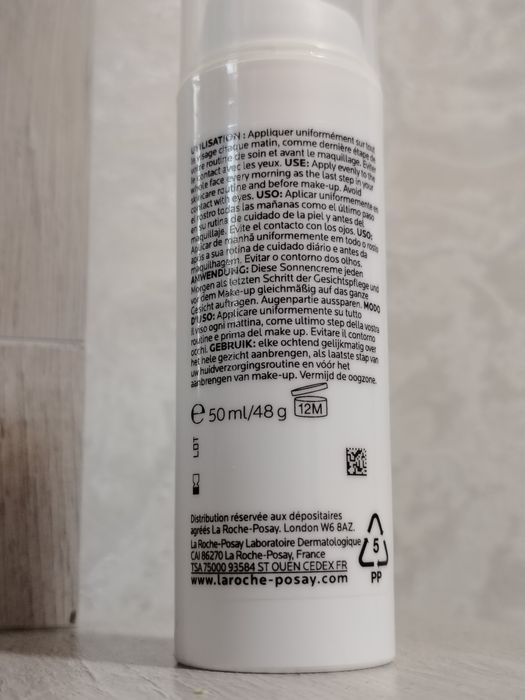 UTILISATION : Appliquer uniformément sur tout
le visage chaque matin, comme dernière étape de
votre routine de soin et avant le maquillage. Eviter
le contact avec les yeux. USE: Apply evenly to the
whole face every morning as the last step in your
skincare routine and before make-up. Avoid
contact with eyes. USO: Aplicar uniformemente en
el rostro todas las mañanas como el último paso
en su rutina de cuidado de la piel y antes del
maquillaje. Evite el contacto con los ojos. USO:
Aplicar de manhã uniformemente em todo o rosto
após a sua rotina de cuidado diário e antes da
maquilhagem. Evitar o contorno dos olhos.
ANWENDUNG: Diese Sonnencreme jeden
Morgen als letzten Schritt der Gesichtspflege und
vor dem Make-up gleichmäßig auf das ganze
Gesicht auftragen. Augenpartie aussparen. MODO
D'USO: Applicare uniformemente su tutto
il viso ogni mattina, come ultimo step della vostra
routine e prima del make up. Evitare il contorno
occhi. GEBRUIK: elke ochtend gelijkmatig over
het hele gezicht aanbrengen, als laatste stap van
uw huidverzorgingsroutine en vóór het
aanbrengen van make-up. Vermijd de oogzone.
e 50 ml/48 g 12M
LOT
Distribution réservée aux dépositaires
agréés La Roche-Posay. London W6 8AZ.
La Roche-Posay Laboratoire Dermatologique
CAI 86270 La Roche-Posay, France
TSA 75000 93584 ST OUEN CEDEX FR
www.laroche-posay.com
5
PP